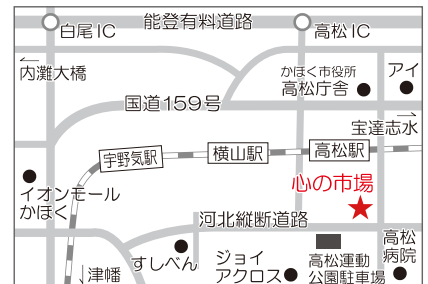 能登有料道路
白尾IC
高松IC
内灘大橋
かほく市役所
高松庁舎
アイ
国道159号
宝達志水
宇野気駅
横山駅
高松駅
心の市場
イオンモール
かほく
河北縦断道路
すしべん
ジョイ
アクロス
高松運動
公園駐車場
高松
病院
津幡